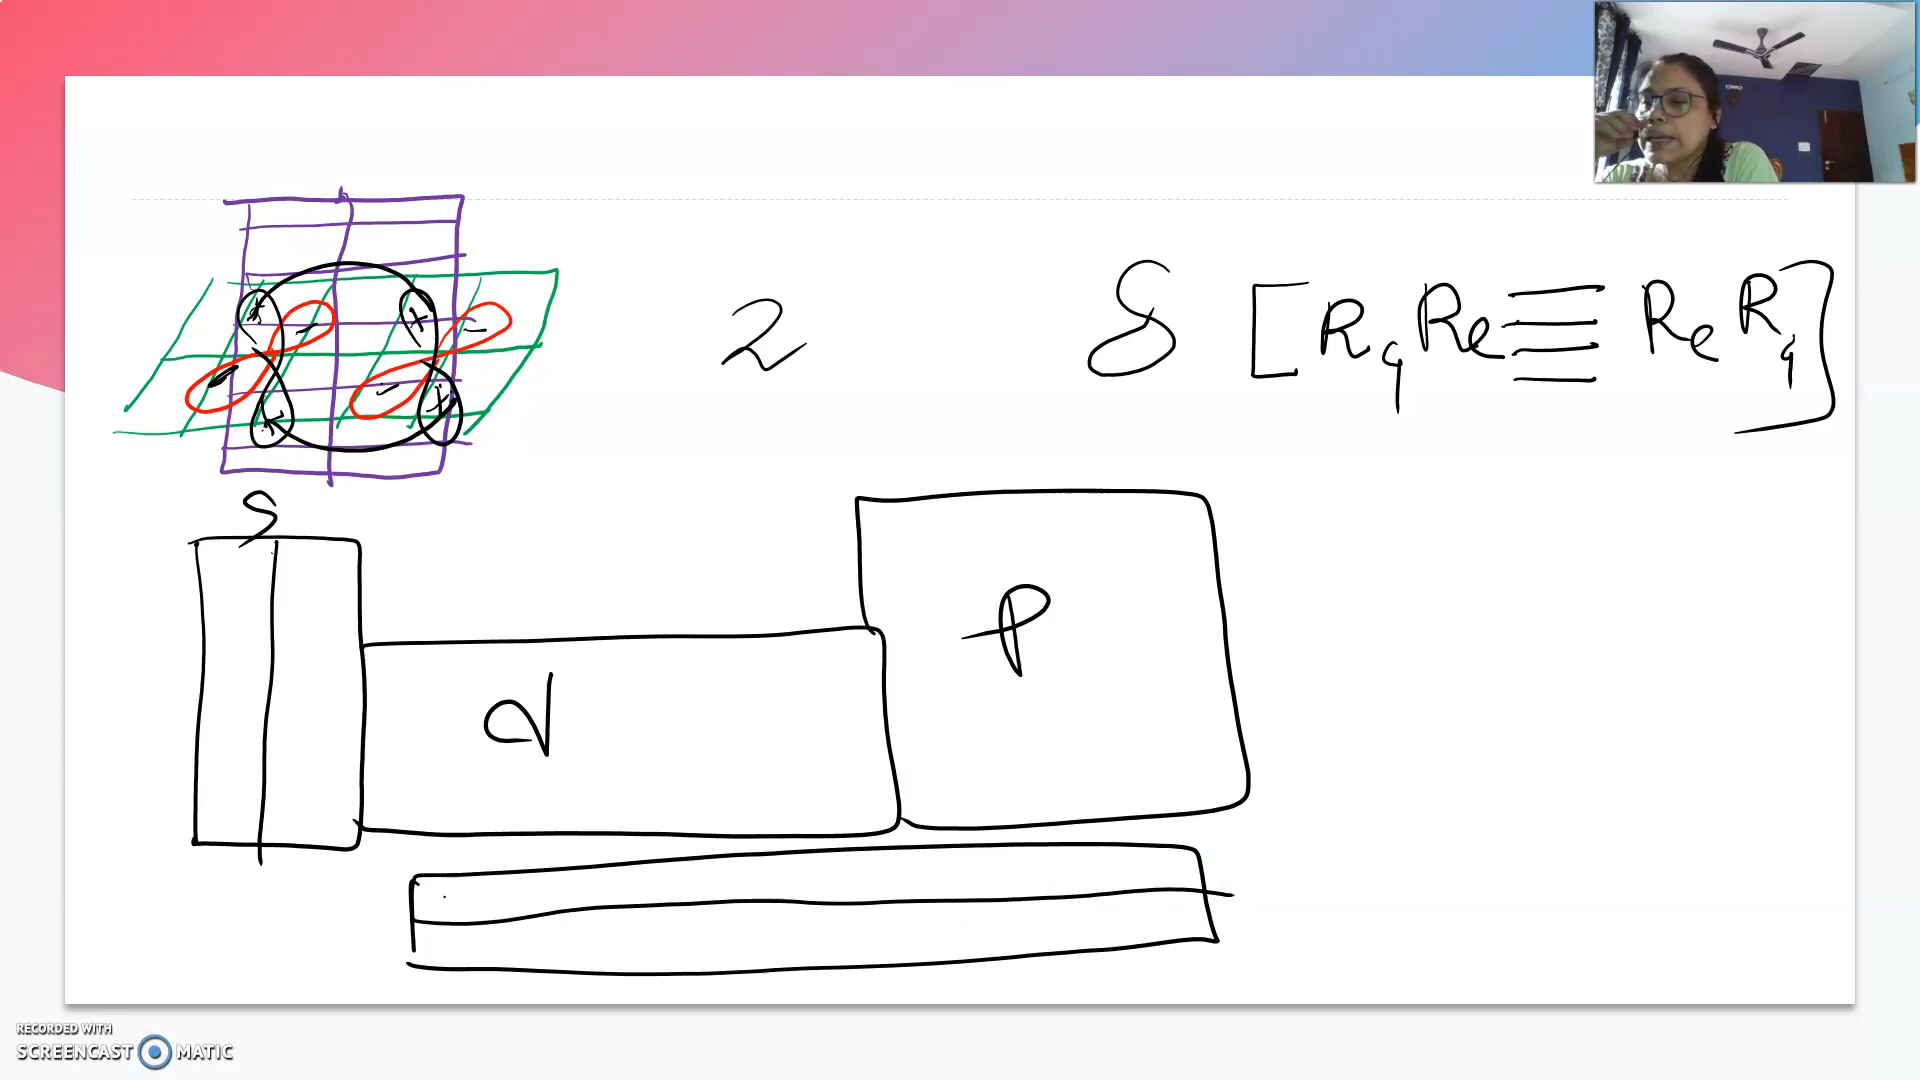 2
δ [Rq Re ≣ Re Rq]
S
d
P
RECORDED WITH
SCREENCAST MATIC